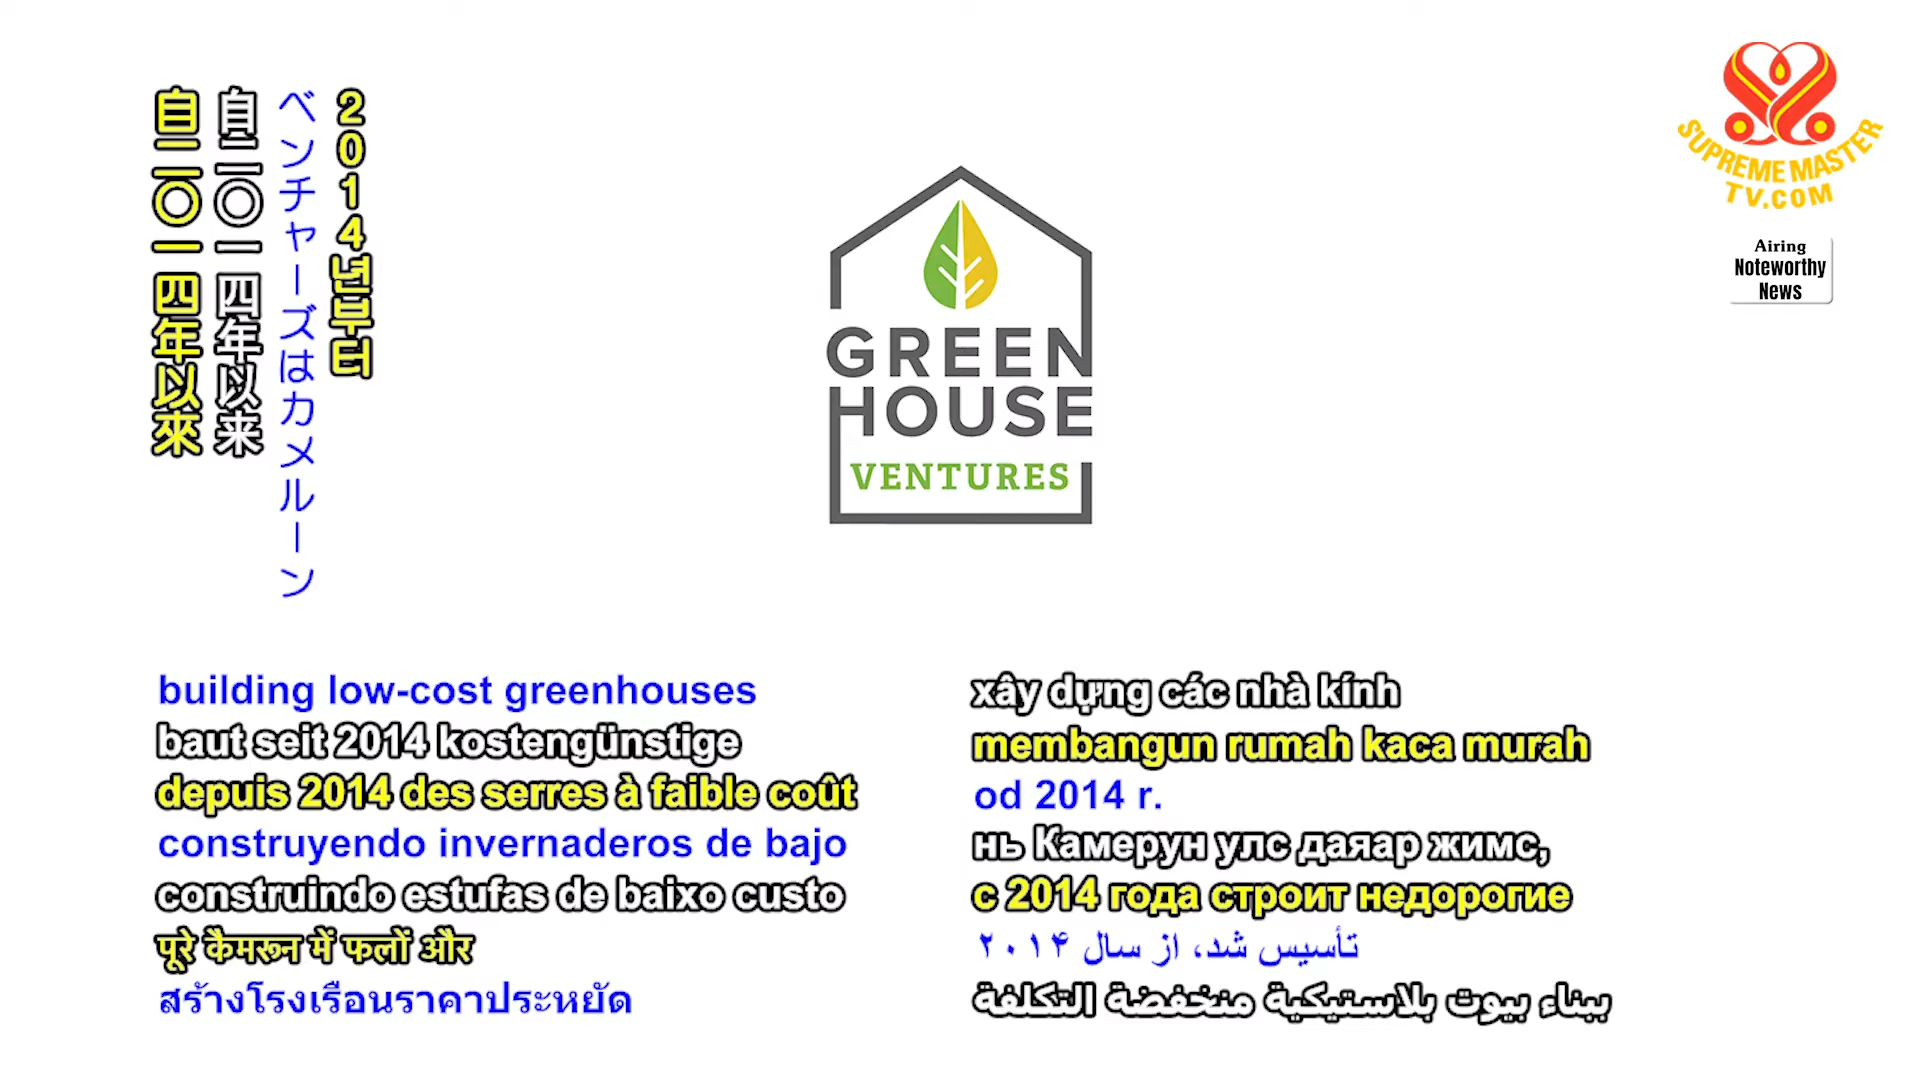 自二〇一四年以來
自二〇一四年以来
ベンチャーズはカメルーン
2014년부터
GREEN
HOUSE
VENTURES
SUPREME MASTER
TV.COM
Airing
Noteworthy
News
building low-cost greenhouses
baut seit 2014 kostengünstige
depuis 2014 des serres à faible coût
construyendo invernaderos de bajo
construindo estufas de baixo custo
पूरे कैमरून में फलों और
สร้างโรงเรือนราคาประหยัด
xây dựng các nhà kính
membangun rumah kaca murah
od 2014 r.
нь Камерун улс даяар жимс,
с 2014 года строит недорогие
تأسیس شد، از سال ۲۰۱۴
ببناء بيوت بلاستيكية منخفضة التكلفة